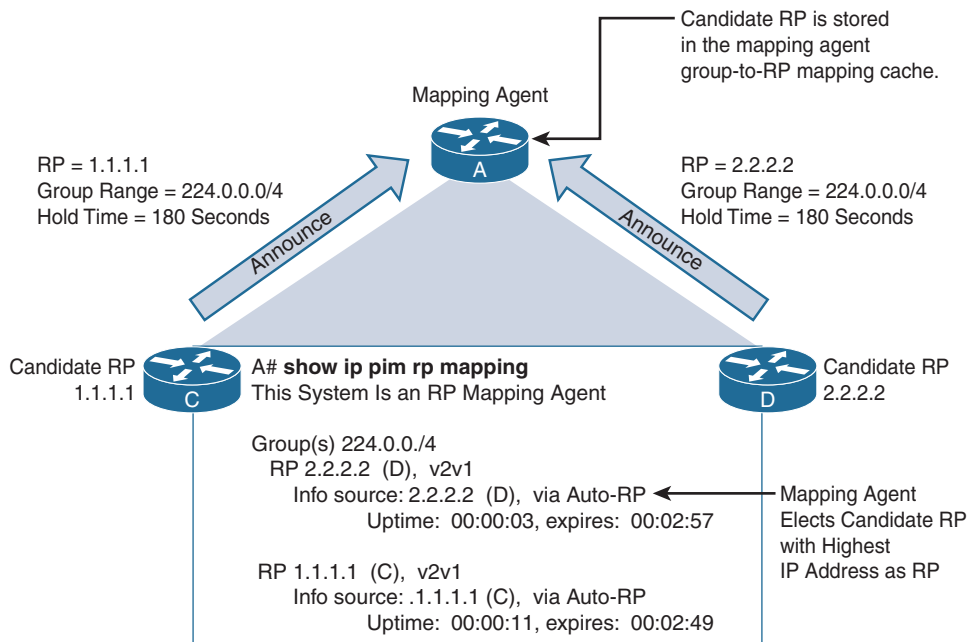 Candidate RP is stored
in the mapping agent
group-to-RP mapping cache.
Mapping Agent
A
RP = 1.1.1.1
Group Range = 224.0.0.0/4
Hold Time = 180 Seconds
Announce
RP = 2.2.2.2
Group Range = 224.0.0.0/4
Hold Time = 180 Seconds
Announce
Candidate RP
1.1.1.1
C
Candidate RP
2.2.2.2
D
A# show ip pim rp mapping
This System Is an RP Mapping Agent
Group(s) 224.0.0./4
RP 2.2.2.2 (D), v2v1
Info source: 2.2.2.2 (D), via Auto-RP
Uptime: 00:00:03, expires: 00:02:57
RP 1.1.1.1 (C), v2v1
Info source: .1.1.1.1 (C), via Auto-RP
Uptime: 00:00:11, expires: 00:02:49
Mapping Agent
Elects Candidate RP
with Highest
IP Address as RP